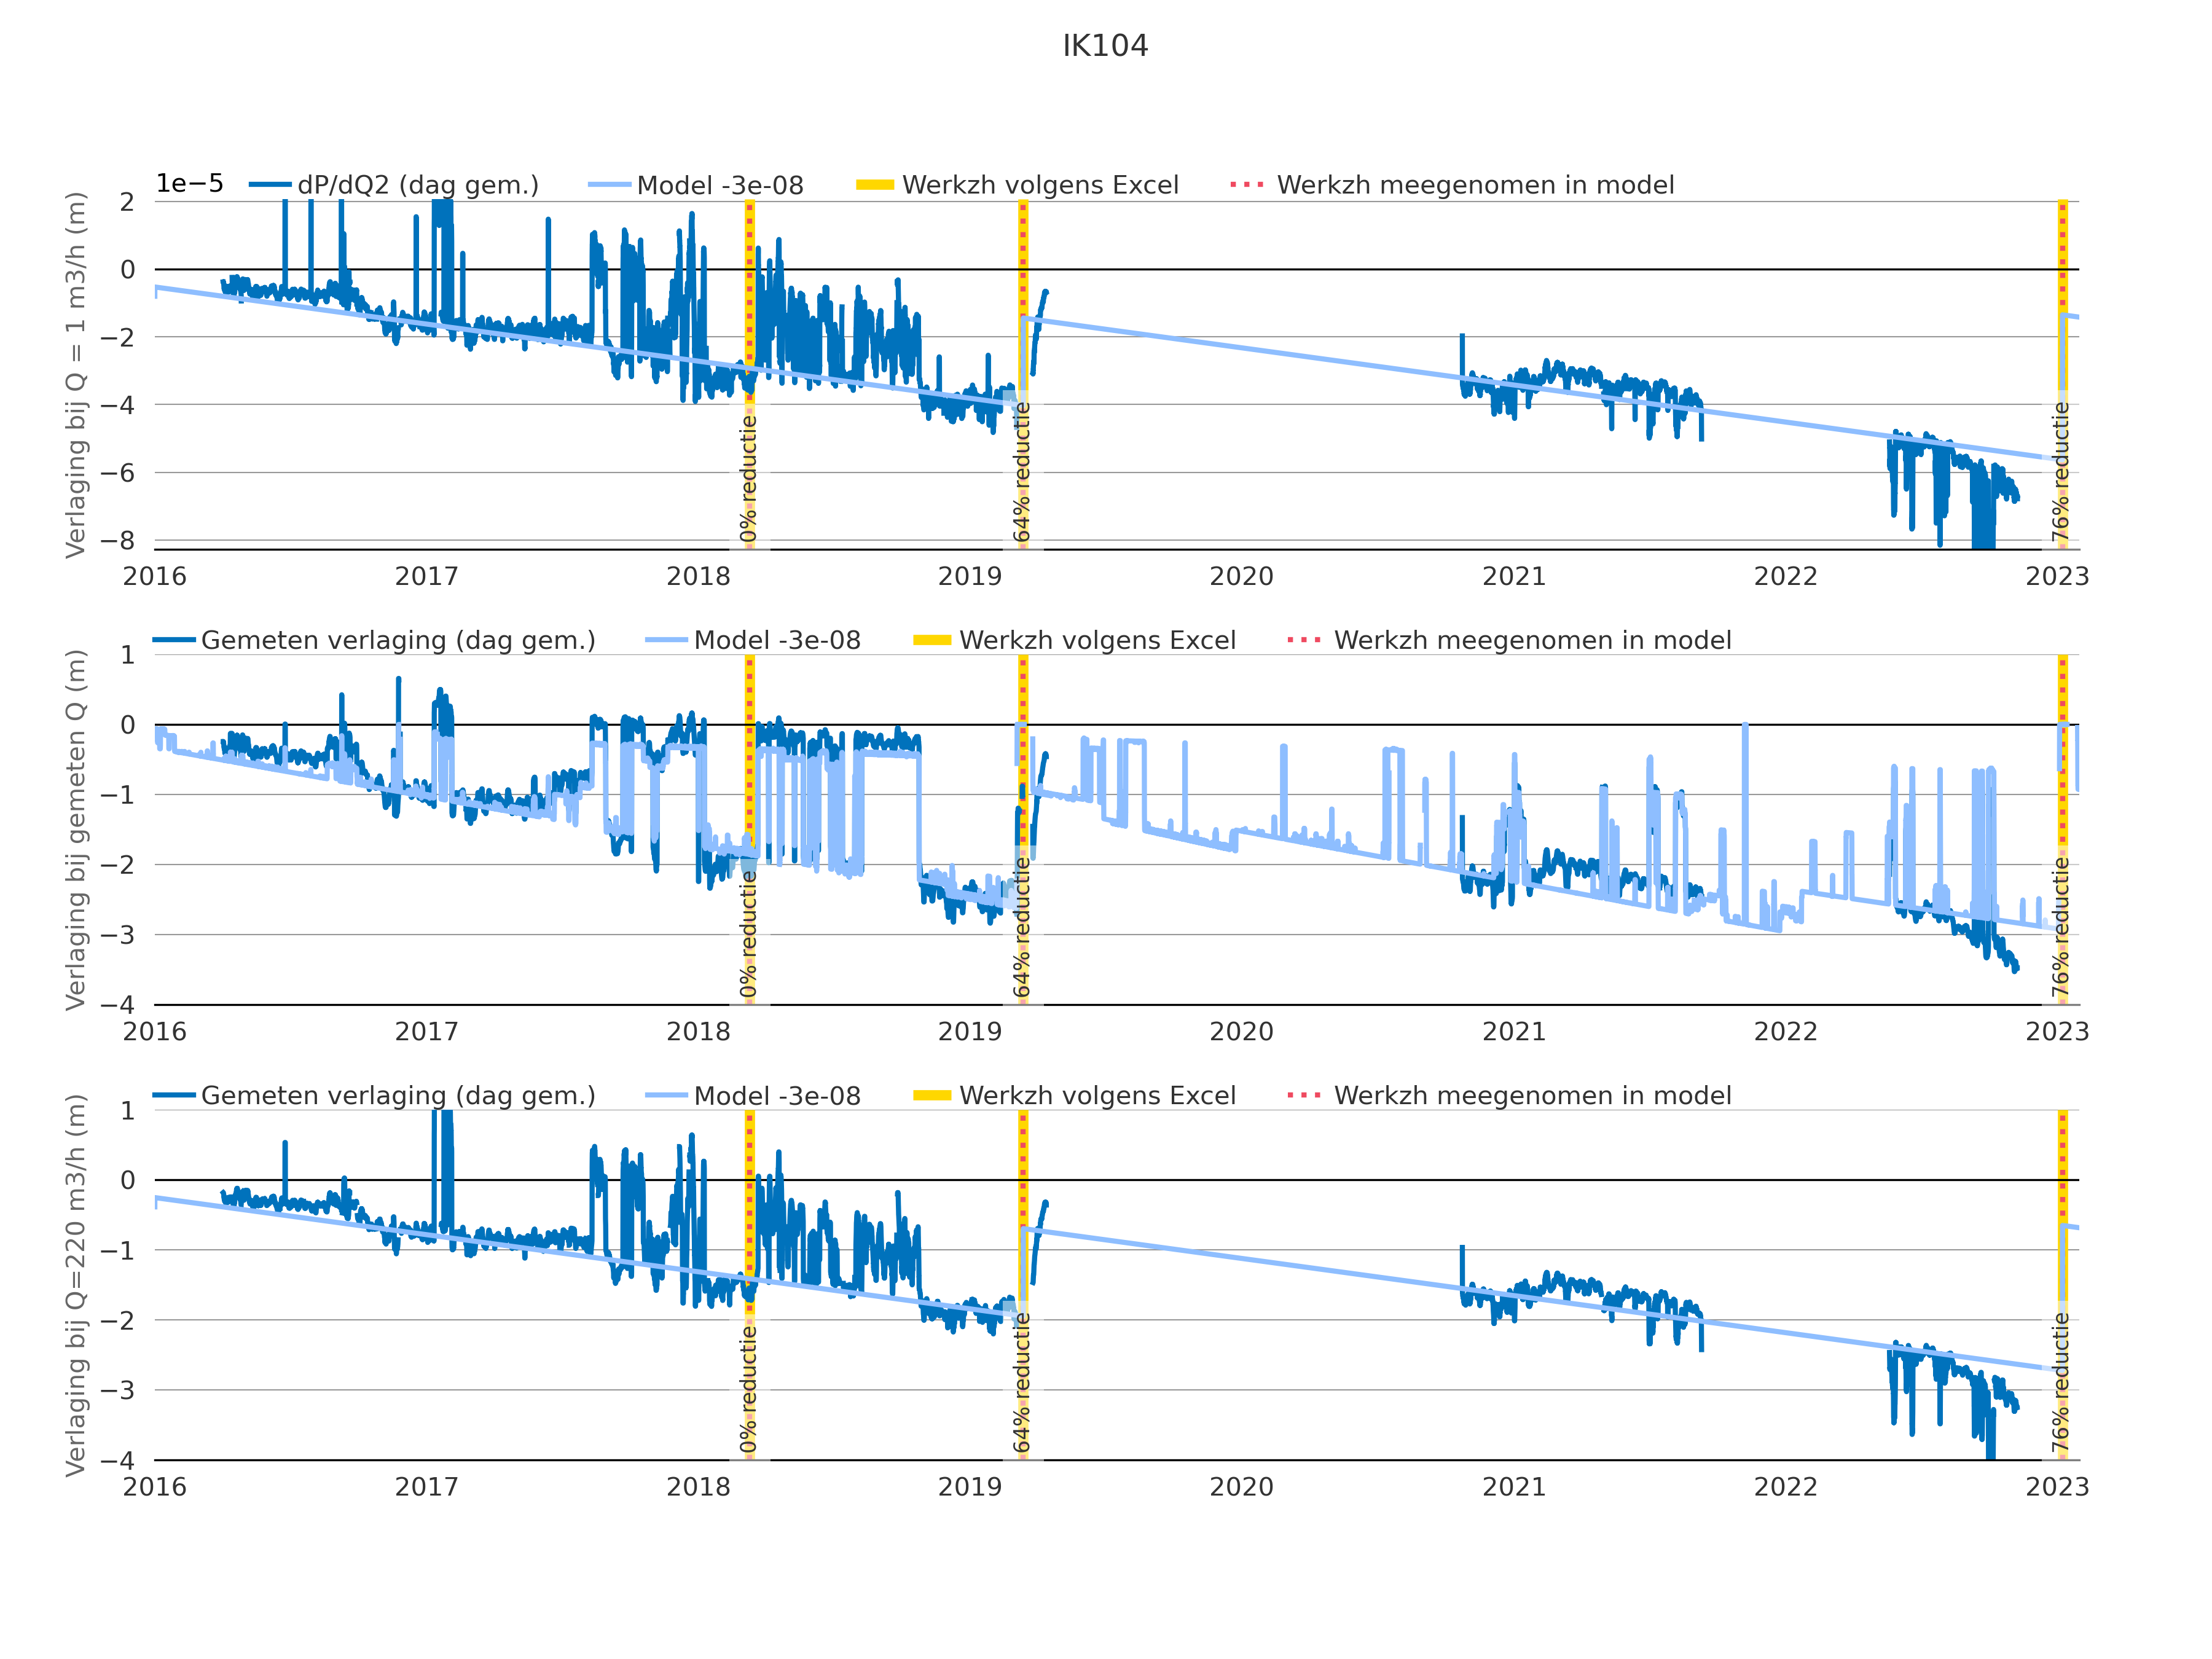 IK104
1e−5
dP/dQ2 (dag gem.) Model -3e-08 Werkzh volgens Excel Werkzh meegenomen in model
Verlaging bij Q = 1 m3/h (m)
2
0
−2
−4
−6
−8
0% reductie
64% reductie
76% reductie
2016 2017 2018 2019 2020 2021 2022 2023
Gemeten verlaging (dag gem.) Model -3e-08 Werkzh volgens Excel Werkzh meegenomen in model
Verlaging bij gemeten Q (m)
1
0
−1
−2
−3
−4
0% reductie
64% reductie
76% reductie
2016 2017 2018 2019 2020 2021 2022 2023
Gemeten verlaging (dag gem.) Model -3e-08 Werkzh volgens Excel Werkzh meegenomen in model
Verlaging bij Q=220 m3/h (m)
1
0
−1
−2
−3
−4
0% reductie
64% reductie
76% reductie
2016 2017 2018 2019 2020 2021 2022 2023